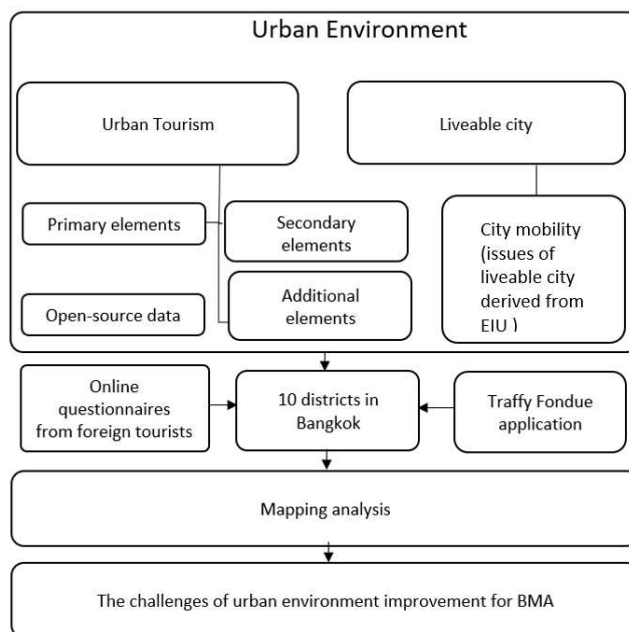 Urban Environment
Urban Tourism
Liveable city
Primary elements
Secondary
elements
City mobility
(issues of
liveable city
derived from
EIU )
Open-source data
Additional
elements
Online
questionnaires
from foreign tourists
10 districts in
Bangkok
Traffy Fondue
application
Mapping analysis
The challenges of urban environment improvement for BMA